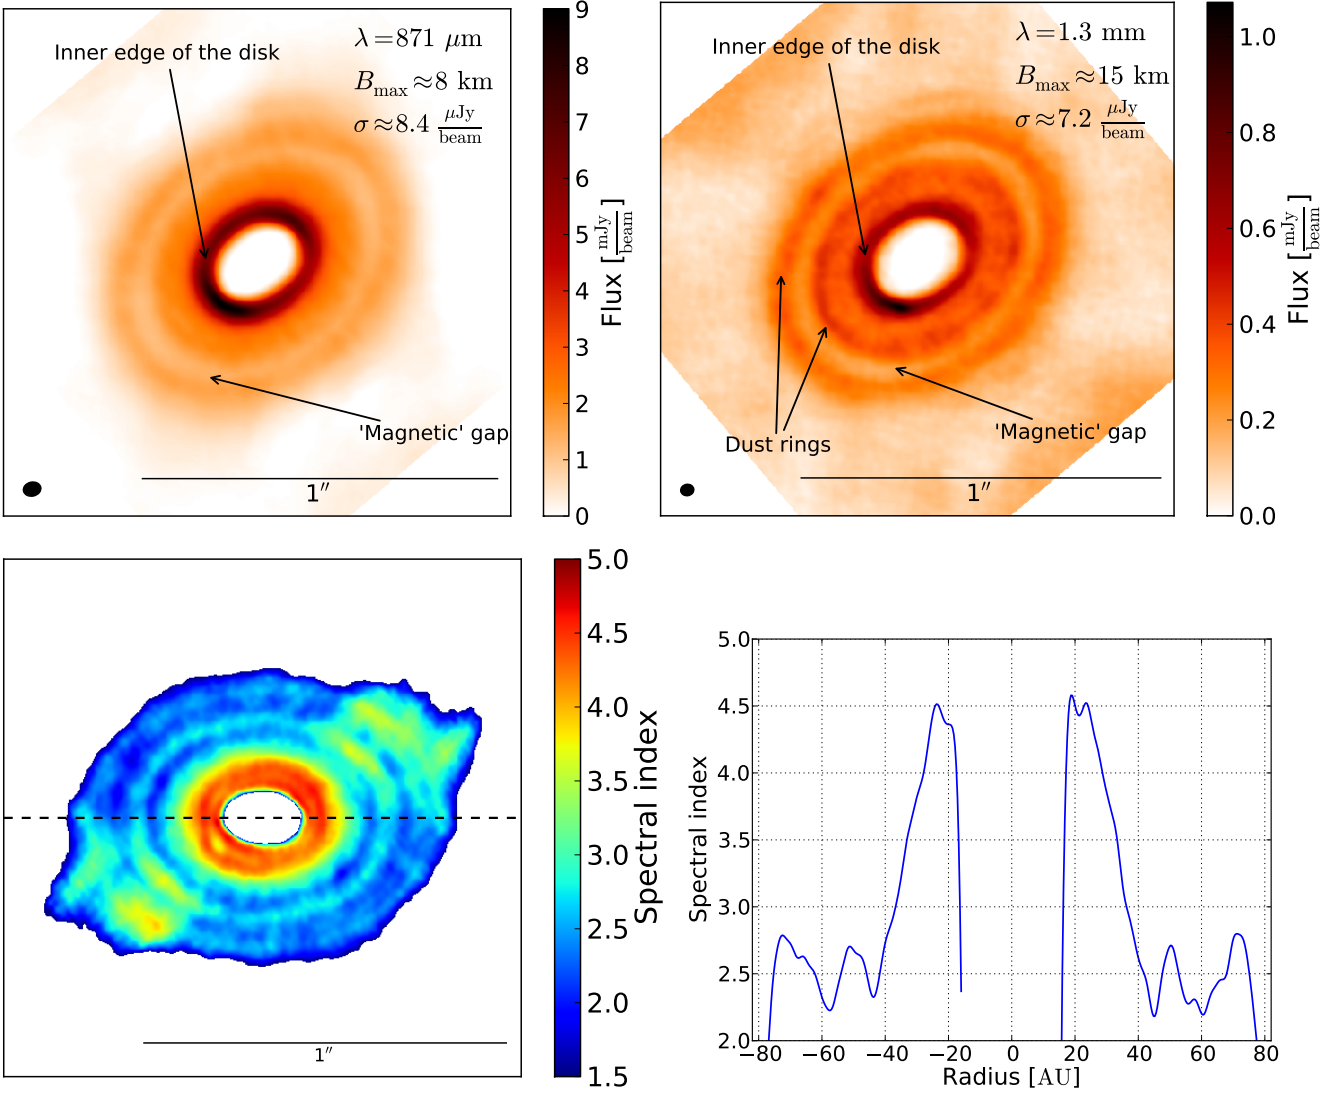 Inner edge of the disk
λ=871 μm
B_max≈8 km
σ≈8.4 μJy/beam
'Magnetic' gap
1″
9
8
7
6
5
4
3
2
1
0
Flux [mJy/beam]
Inner edge of the disk
λ=1.3 mm
B_max≈15 km
σ≈7.2 μJy/beam
Dust rings
'Magnetic' gap
1″
1.0
0.8
0.6
0.4
0.2
0.0
Flux [mJy/beam]
1″
5.0
4.5
4.0
3.5
3.0
2.5
2.0
1.5
Spectral index
5.0
4.5
4.0
3.5
3.0
2.5
2.0
Spectral index
−80 −60 −40 −20 0 20 40 60 80
Radius [AU]